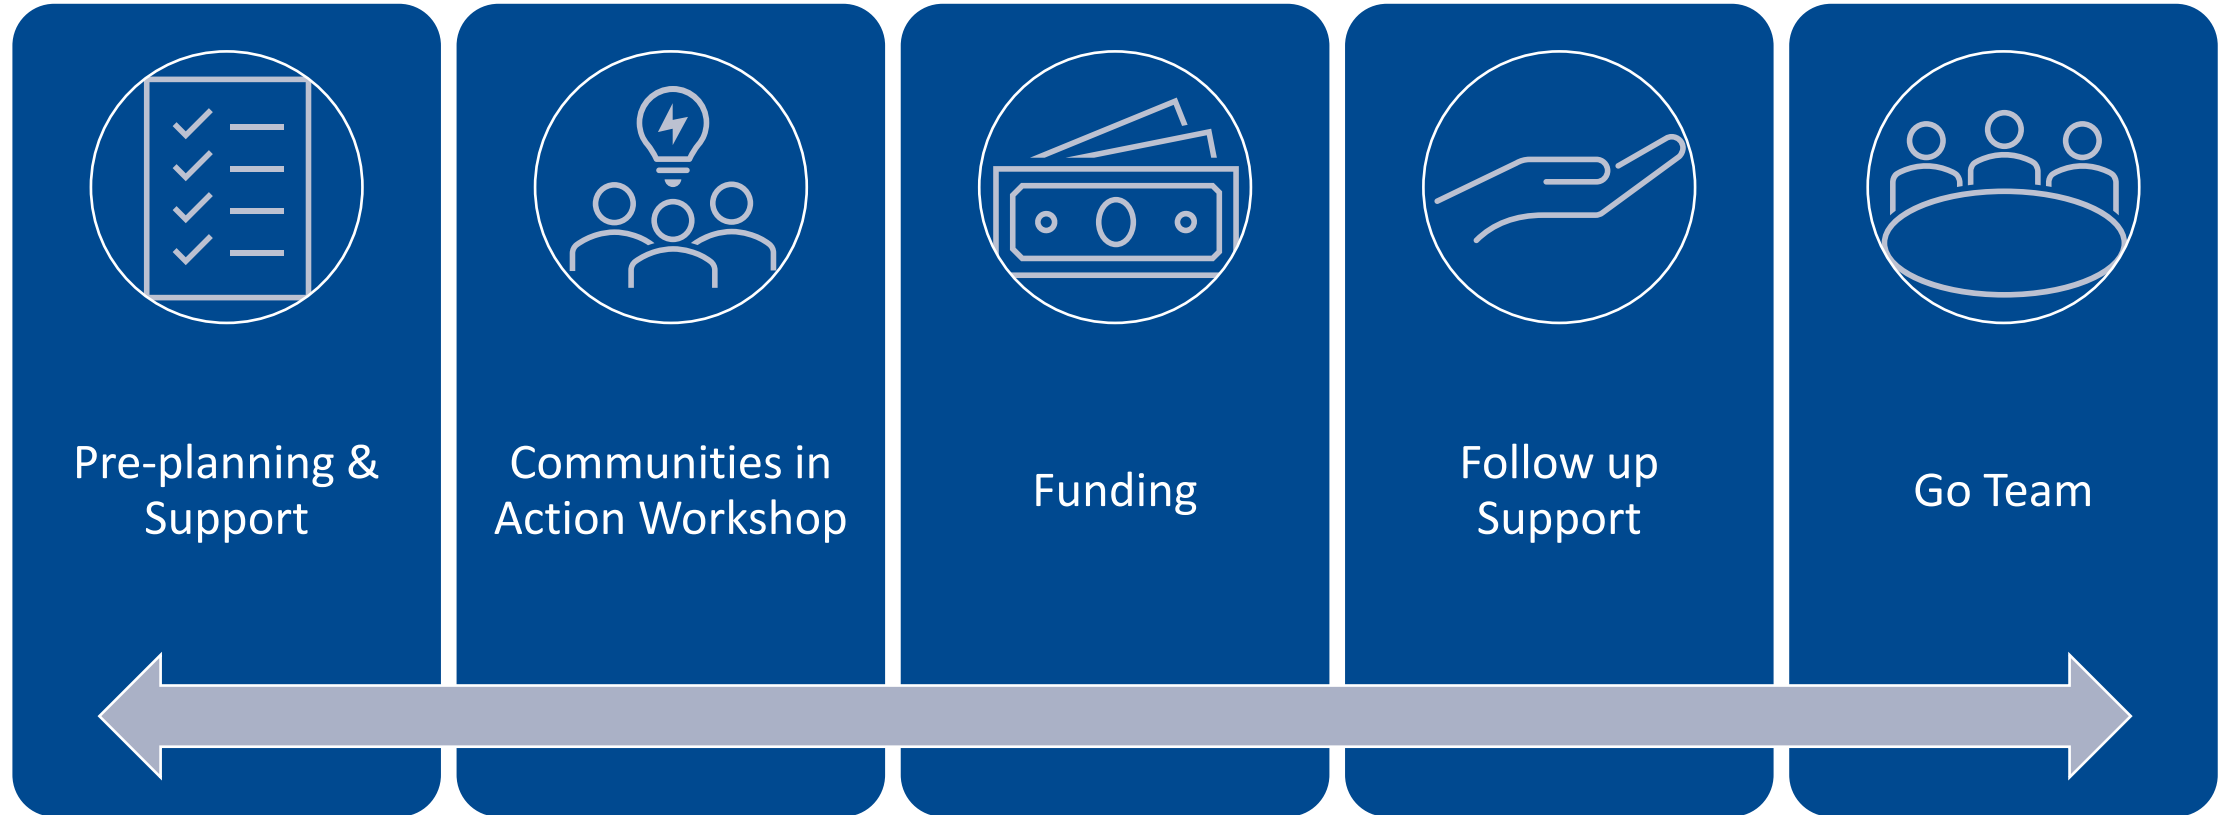 Pre-planning &
Support
Communities in
Action Workshop
Funding
Follow up
Support
Go Team